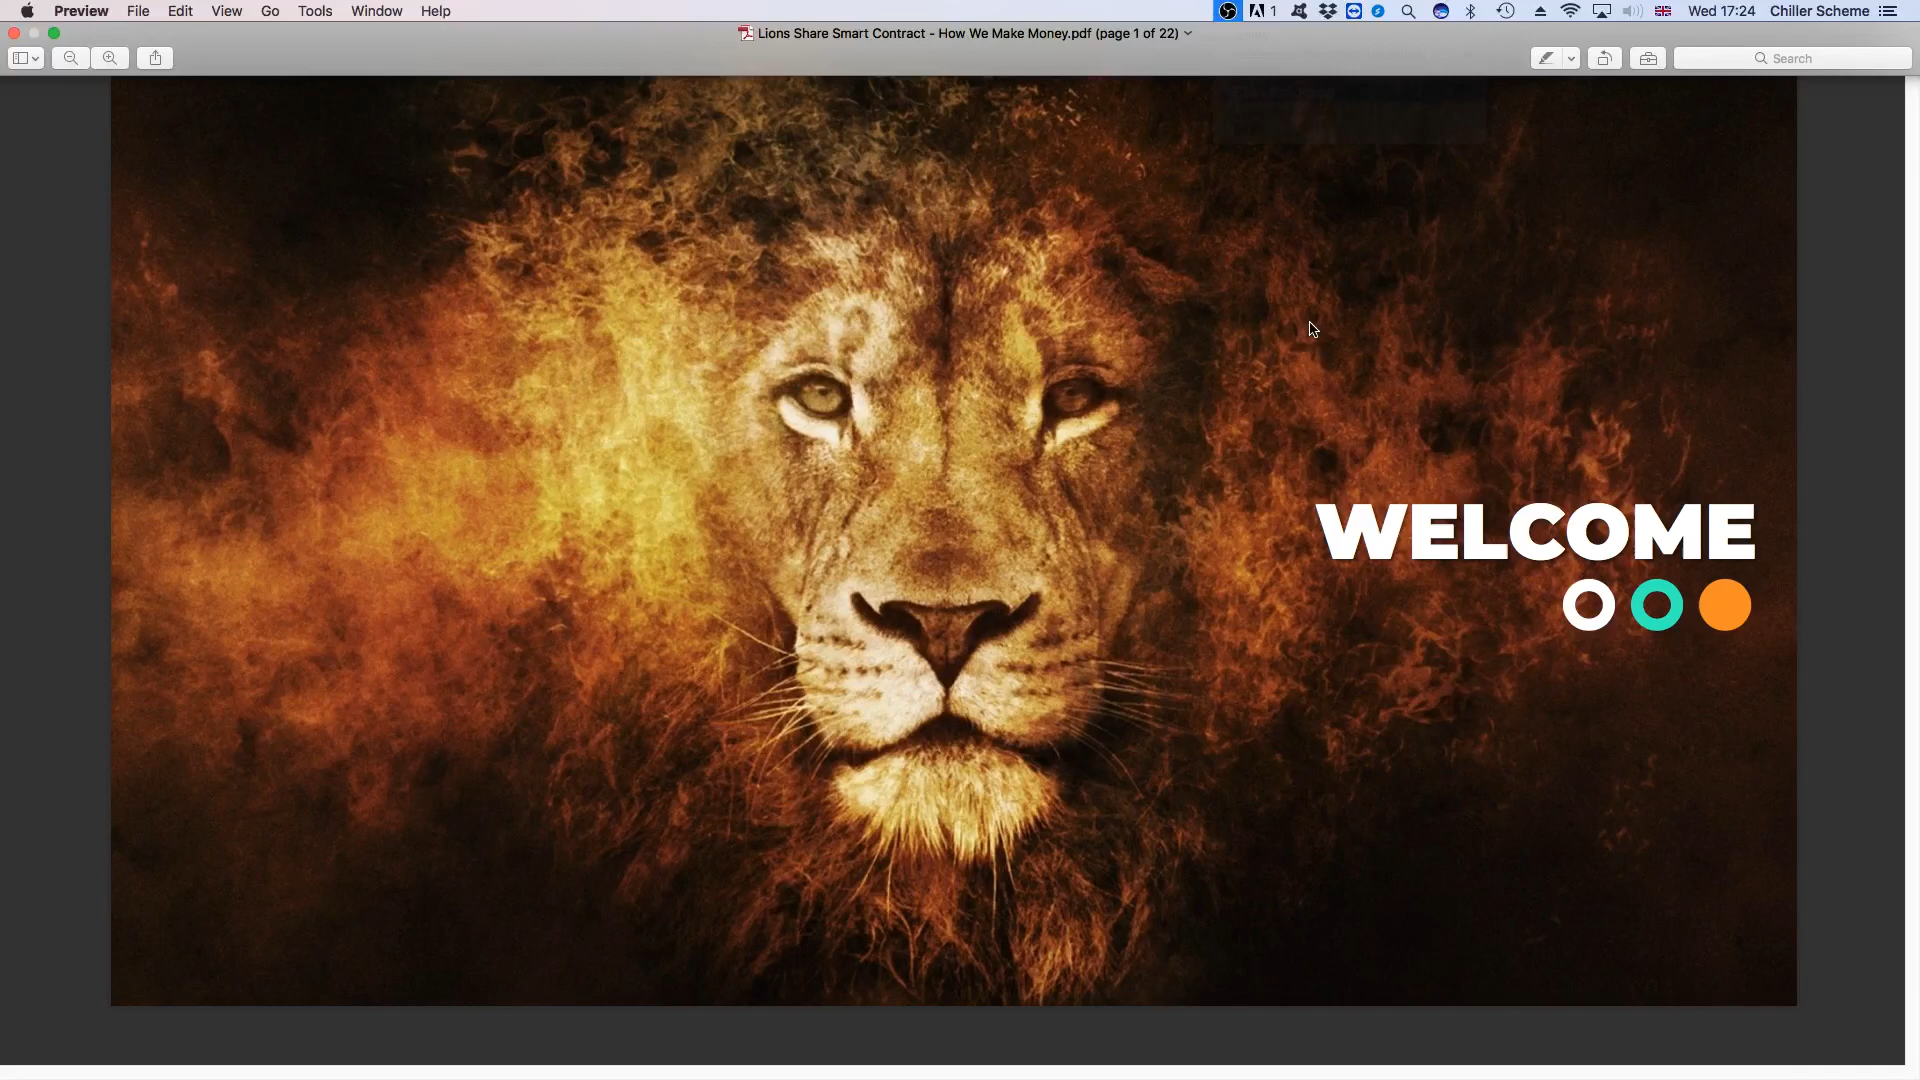 Preview File Edit View Go Tools Window Help
1 Wed 17:24 Chiller Scheme
Lions Share Smart Contract - How We Make Money.pdf (page 1 of 22)
Search
WELCOME